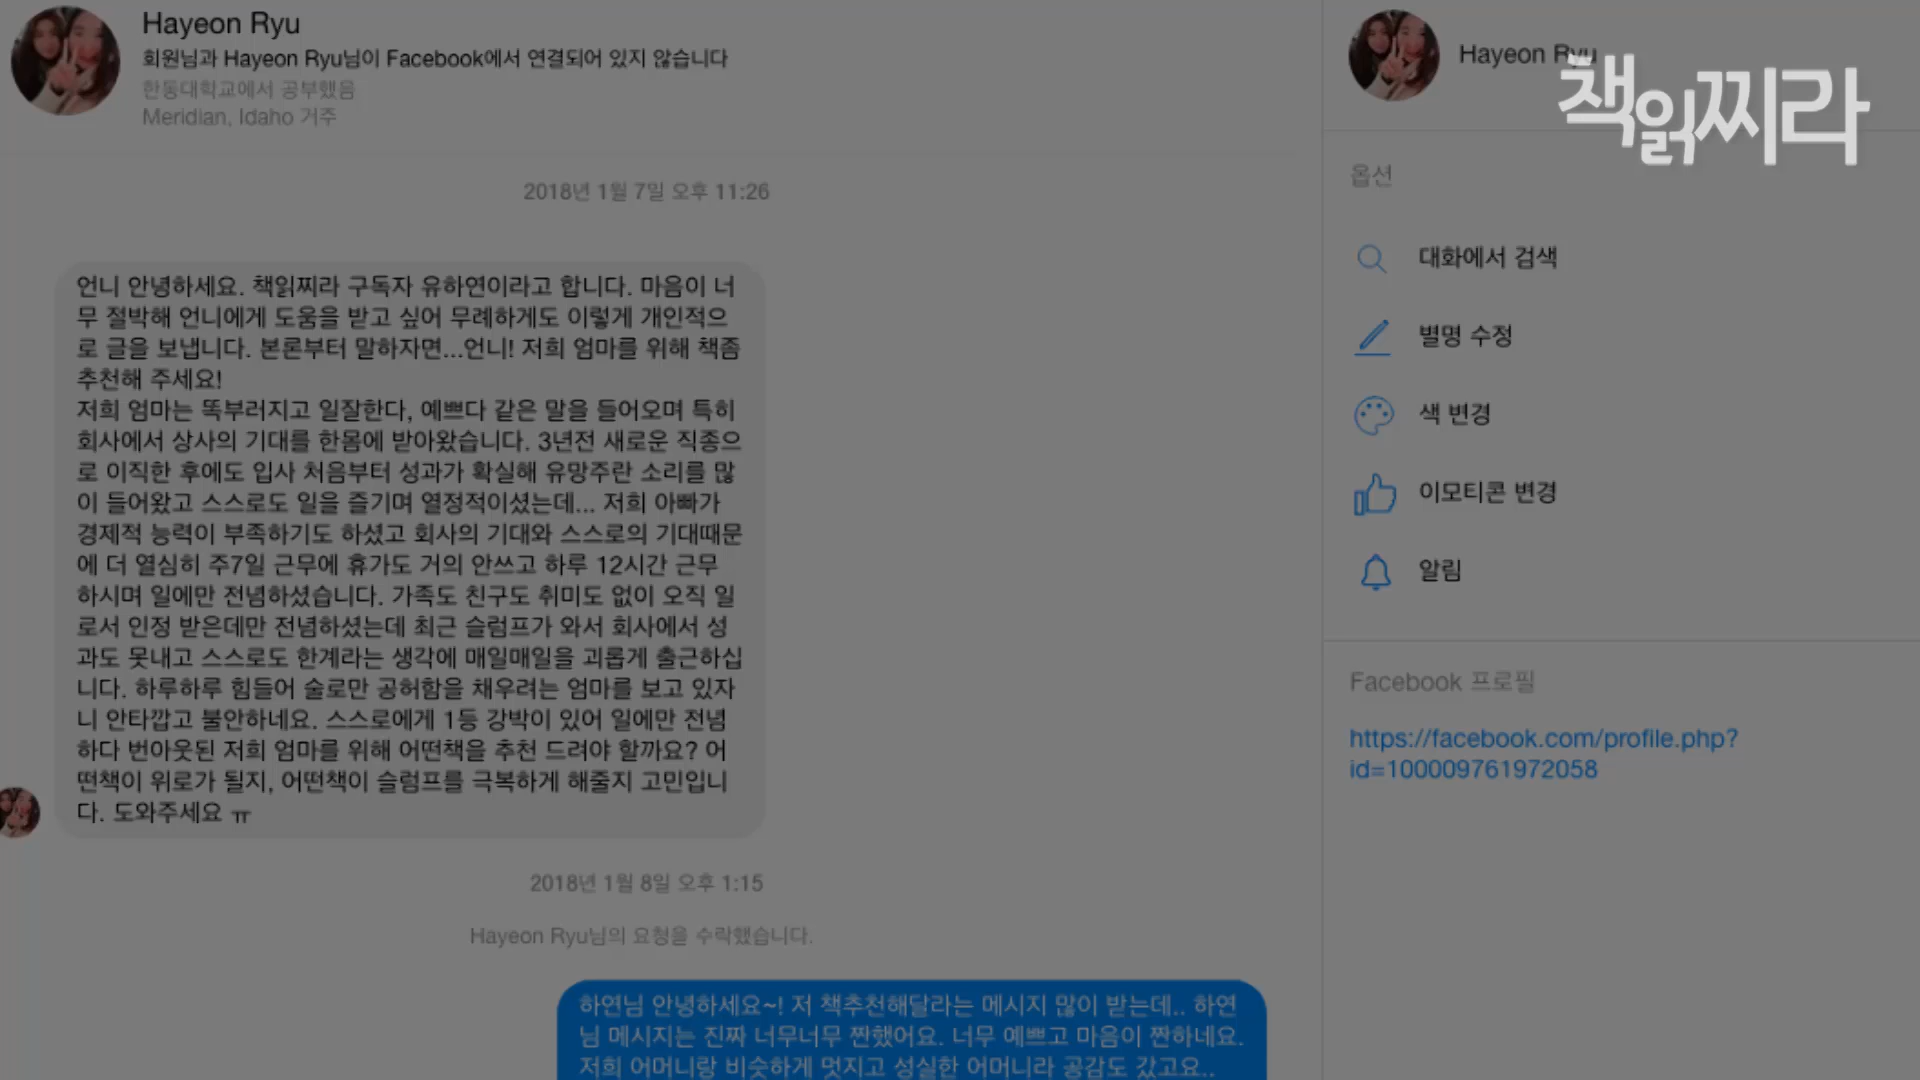 Hayeon Ryu
회원님과 Hayeon Ryu님이 Facebook에서 연결되어 있지 않습니다
한동대학교에서 공부했음
Meridian, Idaho 거주
2018년 1월 7일 오후 11:26
언니 안녕하세요. 책읽찌라 구독자 유하연이라고 합니다. 마음이 너
무 절박해 언니에게 도움을 받고 싶어 무례하게도 이렇게 개인적으
로 글을 보냅니다. 본론부터 말하자면...언니! 저희 엄마를 위해 책좀
추천해 주세요!
저희 엄마는 똑부러지고 일잘한다, 예쁘다 같은 말을 들어오며 특히
회사에서 상사의 기대를 한몸에 받아왔습니다. 3년전 새로운 직종으
로 이직한 후에도 입사 처음부터 성과가 확실해 유망주란 소리를 많
이 들어왔고 스스로도 일을 즐기며 열정적이셨는데... 저희 아빠가
경제적 능력이 부족하기도 하셨고 회사의 기대와 스스로의 기대때문
에 더 열심히 주7일 근무에 휴가도 거의 안쓰고 하루 12시간 근무
하시며 일에만 전념하셨습니다. 가족도 친구도 취미도 없이 오직 일
로서 인정 받은데만 전념하셨는데 최근 슬럼프가 와서 회사에서 성
과도 못내고 스스로도 한계라는 생각에 매일매일을 괴롭게 출근하십
니다. 하루하루 힘들어 술로만 공허함을 채우려는 엄마를 보고 있자
니 안타깝고 불안하네요. 스스로에게 1등 강박이 있어 일에만 전념
하다 번아웃된 저희 엄마를 위해 어떤책을 추천 드려야 할까요? 어
떤책이 위로가 될지, 어떤책이 슬럼프를 극복하게 해줄지 고민입니
다. 도와주세요 ㅠ
2018년 1월 8일 오후 1:15
Hayeon Ryu님의 요청을 수락했습니다.
하연님 안녕하세요~! 저 책추천해달라는 메시지 많이 받는데.. 하연
님 메시지는 진짜 너무너무 짠했어요. 너무 예쁘고 마음이 짠하네요.
저희 어머니랑 비슷하게 멋지고 성실한 어머니라 공감도 갔고요..
Hayeon Ryu
책읽찌라
옵션
대화에서 검색
별명 수정
색 변경
이모티콘 변경
알림
Facebook 프로필
https://facebook.com/profile.php?
id=100009761972058